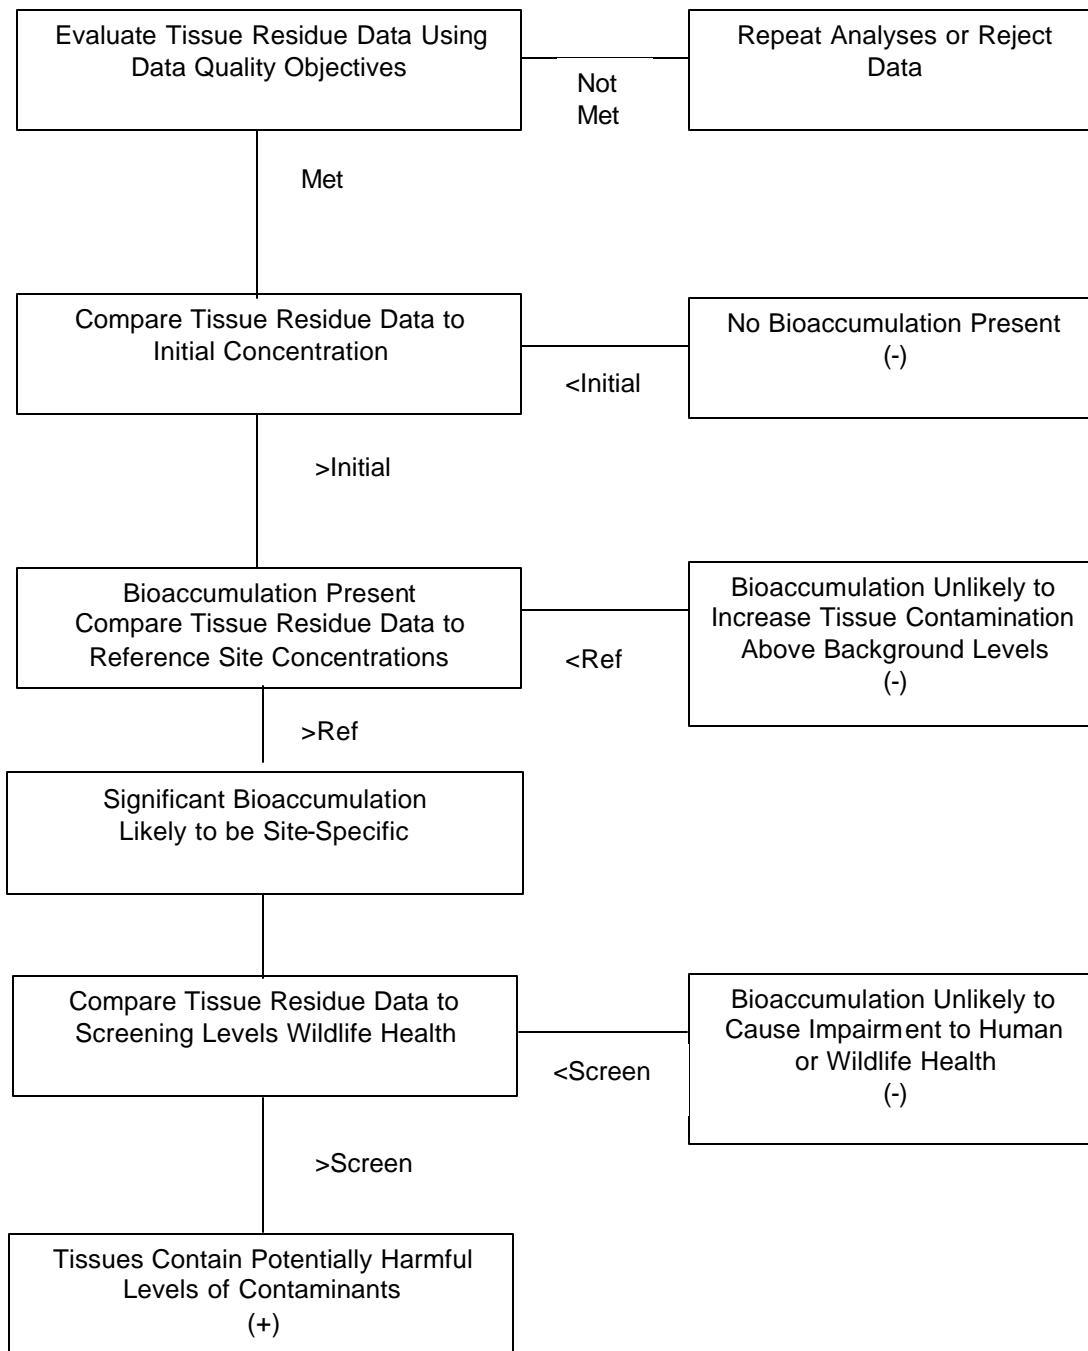 Evaluate Tissue Residue Data Using
Data Quality Objectives
Not
Met
Repeat Analyses or Reject
Data
Met
Compare Tissue Residue Data to
Initial Concentration
<Initial
No Bioaccumulation Present
(-)
>Initial
Bioaccumulation Present
Compare Tissue Residue Data to
Reference Site Concentrations
<Ref
Bioaccumulation Unlikely to
Increase Tissue Contamination
Above Background Levels
(-)
>Ref
Significant Bioaccumulation
Likely to be Site-Specific
Compare Tissue Residue Data to
Screening Levels Wildlife Health
<Screen
Bioaccumulation Unlikely to
Cause Impairment to Human
or Wildlife Health
(-)
>Screen
Tissues Contain Potentially Harmful
Levels of Contaminants
(+)